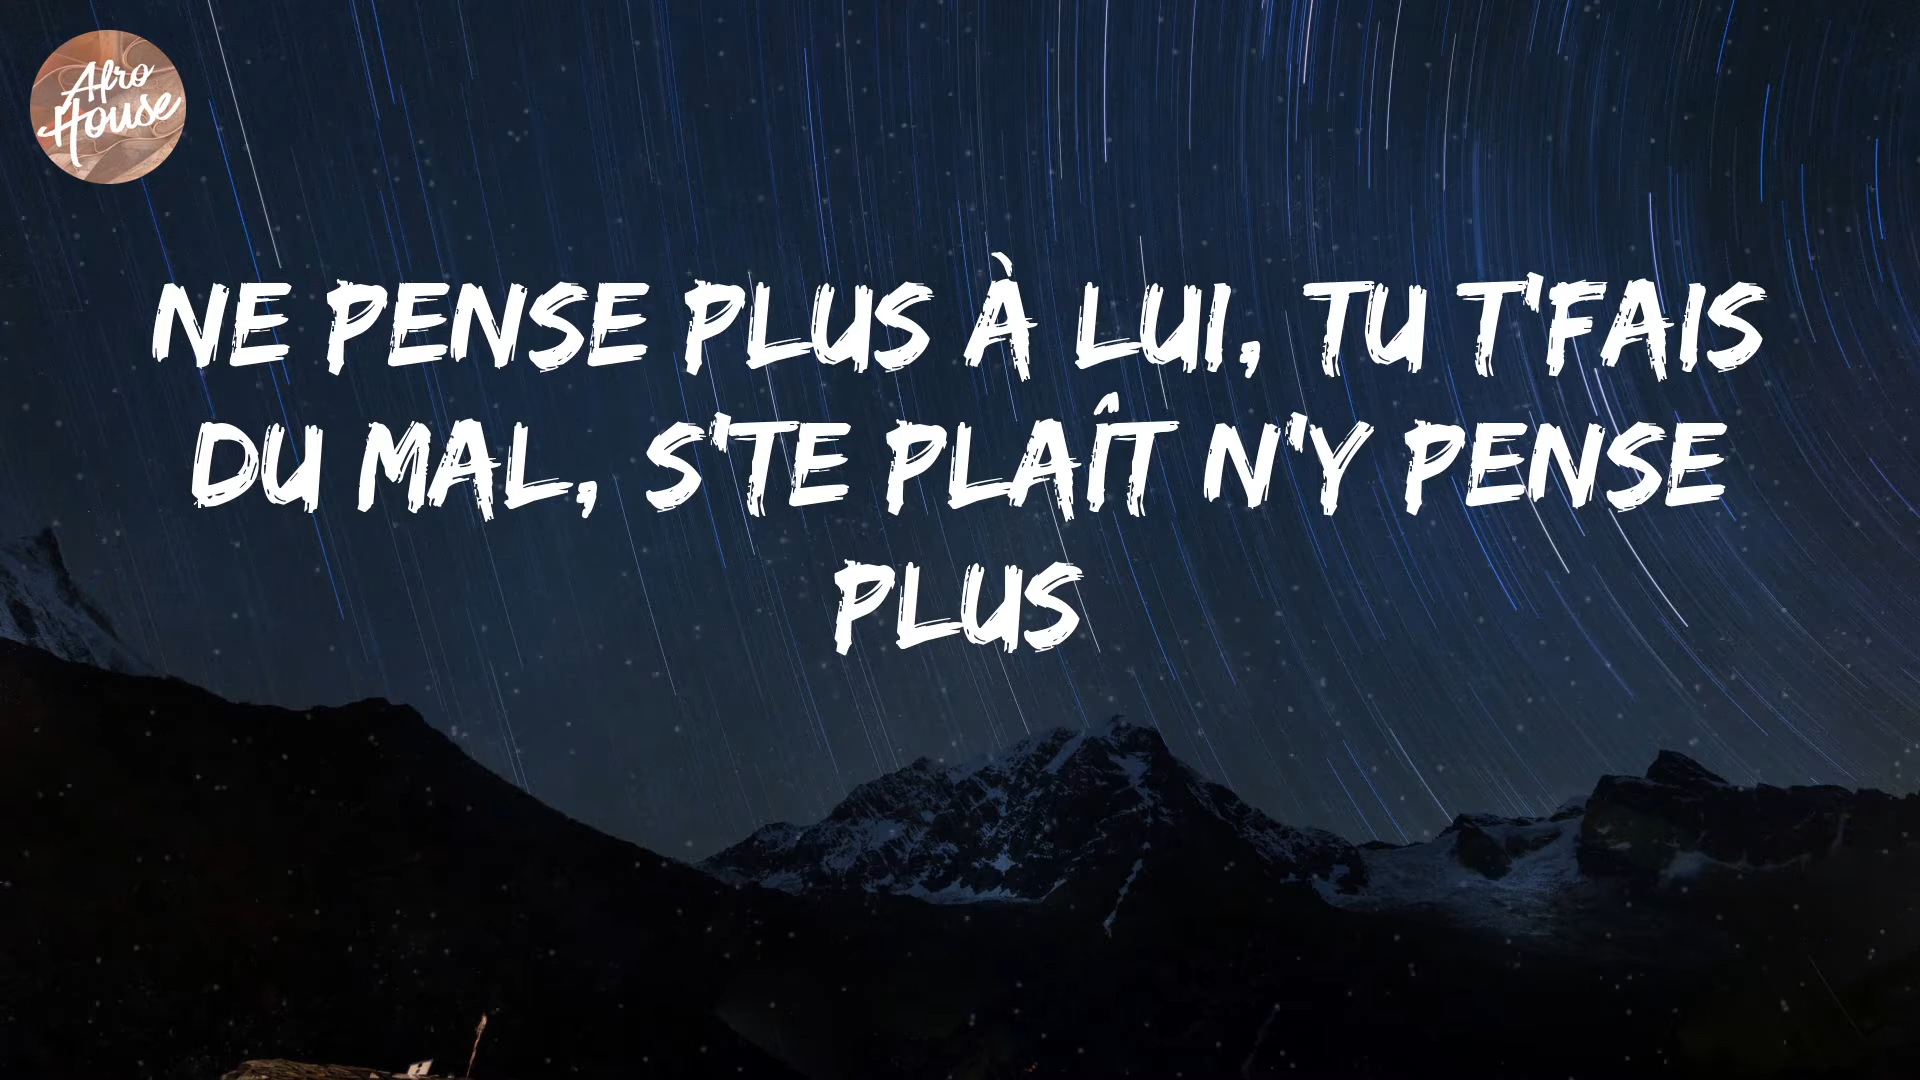 Afro
House
NE PENSE PLUS À LUI, TU T'FAIS
DU MAL, S'TE PLAÎT N'Y PENSE
PLUS